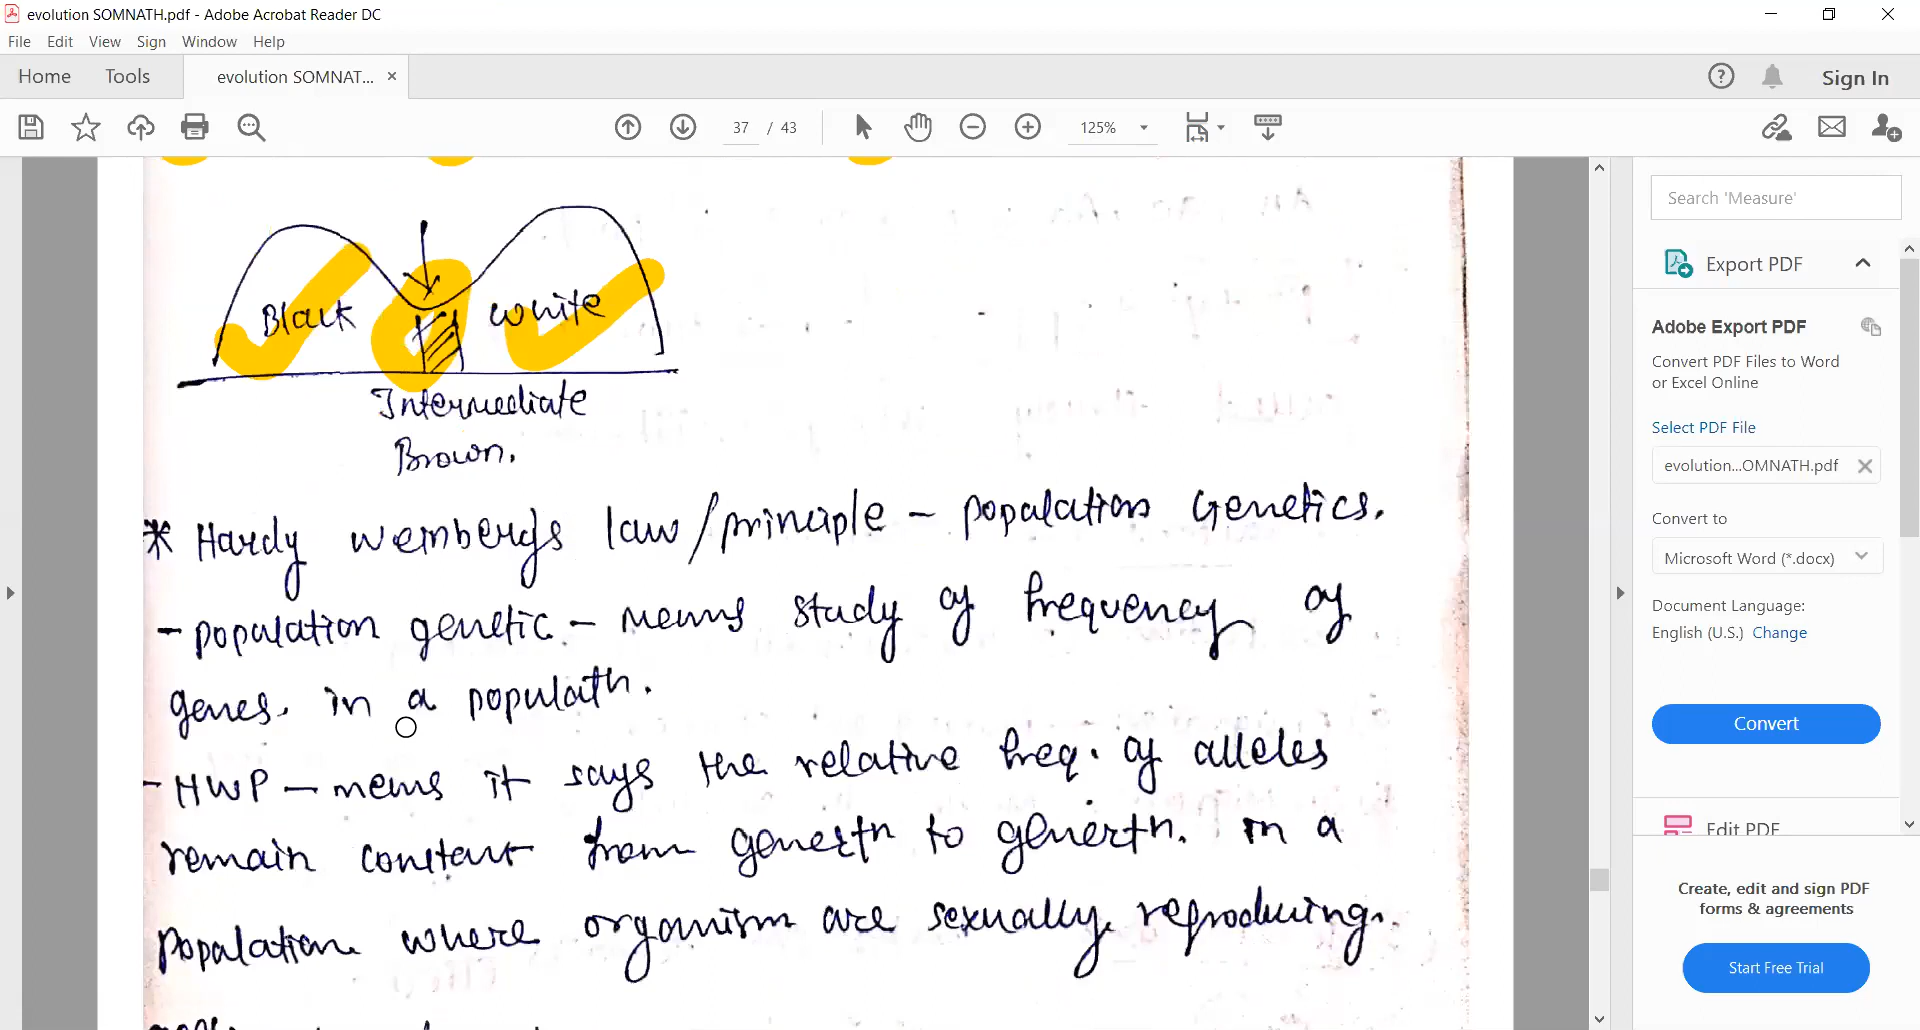 evolution SOMNATH.pdf - Adobe Acrobat Reader DC
File Edit View Sign Window Help
Home Tools evolution SOMNAT... × Sign In
37 / 43 125%
Search 'Measure'
Black White
Export PDF
Adobe Export PDF
Convert PDF Files to Word
or Excel Online
Intermediate
Brown.
Select PDF File
evolution...OMNATH.pdf
* Hardy weinbergs law/principle - population Genetics.
Convert to
Microsoft Word (*.docx)
- population genetic - means study of frequency of
Document Language:
English (U.S.) Change
genes. in a populath.
Convert
- HWP - mens it says the relative freq. of alleles
remain constant from generth to generth. in a
Edit PDF
population where organism are sexually reproducing.
Create, edit and sign PDF
forms & agreements
Start Free Trial